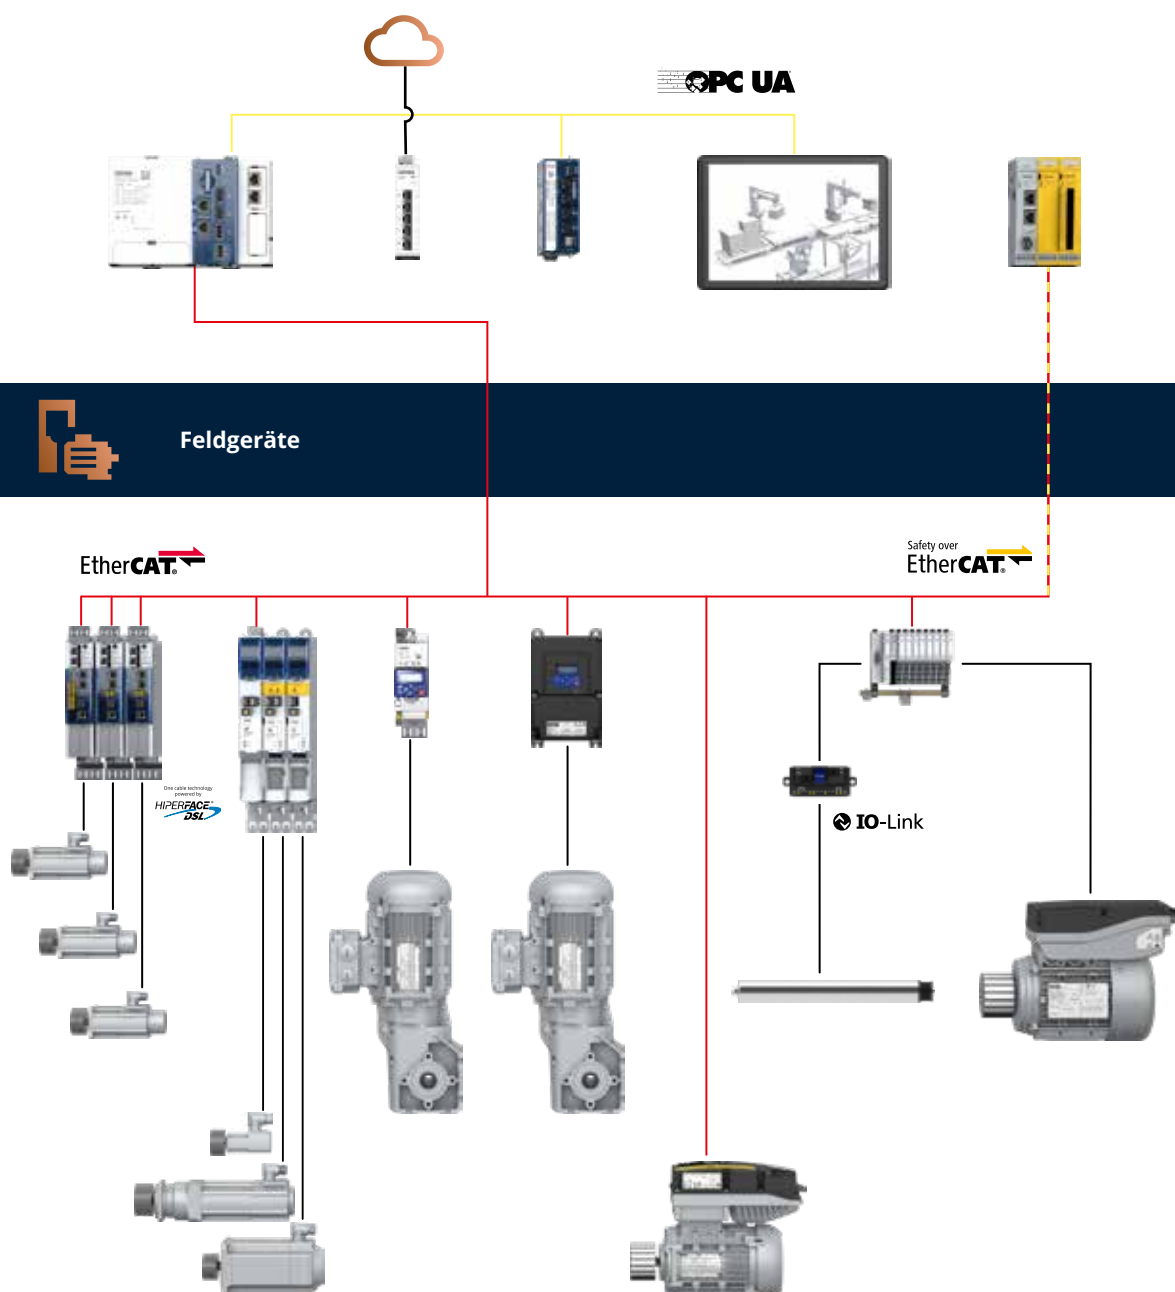 OPC UA
Feldgeräte
EtherCAT®
Safety over
EtherCAT®
One cable technology
powered by
HIPERFACE®
DSL
IO-Link